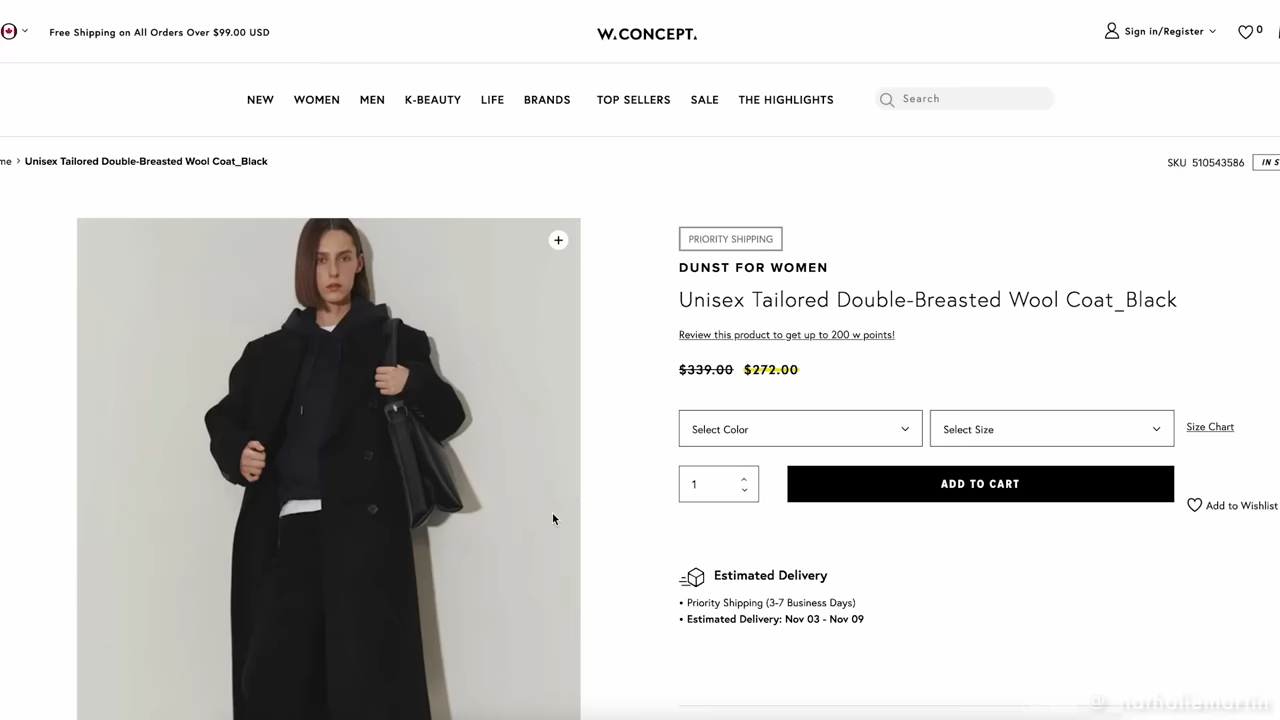 Free Shipping on All Orders Over $99.00 USD
W.CONCEPT.
Sign in/Register
0
NEW WOMEN MEN K-BEAUTY LIFE BRANDS TOP SELLERS SALE THE HIGHLIGHTS
Search
me > Unisex Tailored Double-Breasted Wool Coat_Black
SKU 510543586
IN S
PRIORITY SHIPPING
DUNST FOR WOMEN
Unisex Tailored Double-Breasted Wool Coat_Black
Review this product to get up to 200 w points!
$339.00 $272.00
Select Color
Select Size
Size Chart
1
ADD TO CART
Add to Wishlist
Estimated Delivery
• Priority Shipping (3-7 Business Days)
• Estimated Delivery: Nov 03 - Nov 09